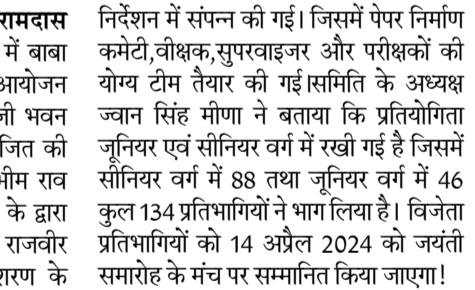 रामदास
में बाबा
आयोजन
जी भवन
जित की
भीम राव
के द्वारा
राजवीर
शरण के
निर्देशन में संपन्न की गई। जिसमें पेपर निर्माण
कमेटी,वीक्षक,सुपरवाइजर और परीक्षकों की
योग्य टीम तैयार की गई।समिति के अध्यक्ष
ज्वान सिंह मीणा ने बताया कि प्रतियोगिता
जूनियर एवं सीनियर वर्ग में रखी गई है जिसमें
सीनियर वर्ग में 88 तथा जूनियर वर्ग में 46
कुल 134 प्रतिभागियों ने भाग लिया है। विजेता
प्रतिभागियों को 14 अप्रैल 2024 को जयंती
समारोह के मंच पर सम्मानित किया जाएगा!